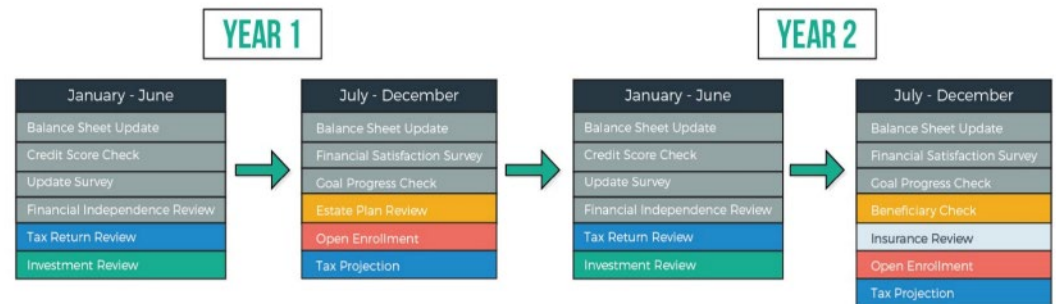 YEAR 1
January - June
Balance Sheet Update
Credit Score Check
Update Survey
Financial Independence Review
Tax Return Review
Investment Review
July - December
Balance Sheet Update
Financial Satisfaction Survey
Goal Progress Check
Estate Plan Review
Open Enrollment
Tax Projection
YEAR 2
January - June
Balance Sheet Update
Credit Score Check
Update Survey
Financial Independence Review
Tax Return Review
Investment Review
July - December
Balance Sheet Update
Financial Satisfaction Survey
Goal Progress Check
Beneficiary Check
Insurance Review
Open Enrollment
Tax Projection